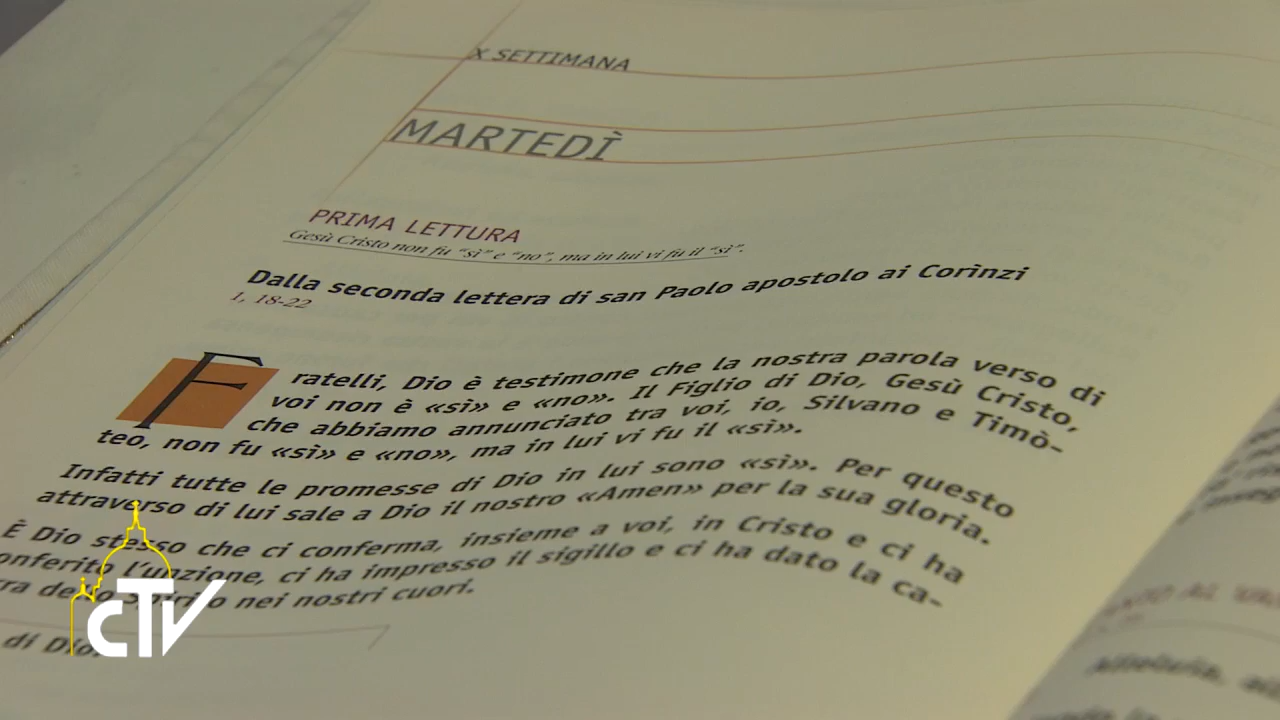 X SETTIMANA
MARTEDÌ
PRIMA LETTURA
Gesù Cristo non fu “sì” e “no”, ma in lui vi fu il “sì”.
Dalla seconda lettera di san Paolo apostolo ai Corìnzi
1, 18-22
Fratelli, Dio è testimone che la nostra parola verso di
voi non è «sì» e «no». Il Figlio di Dio, Gesù Cristo,
che abbiamo annunciato tra voi, io, Silvano e Timò-
teo, non fu «sì» e «no», ma in lui vi fu il «sì».
Infatti tutte le promesse di Dio in lui sono «sì». Per questo
attraverso di lui sale a Dio il nostro «Amen» per la sua gloria.
È Dio stesso che ci conferma, insieme a voi, in Cristo e ci ha
onferito l’unzione, ci ha impresso il sigillo e ci ha dato la ca-
rra dello Spirito nei nostri cuori.
di Dio.
CTV